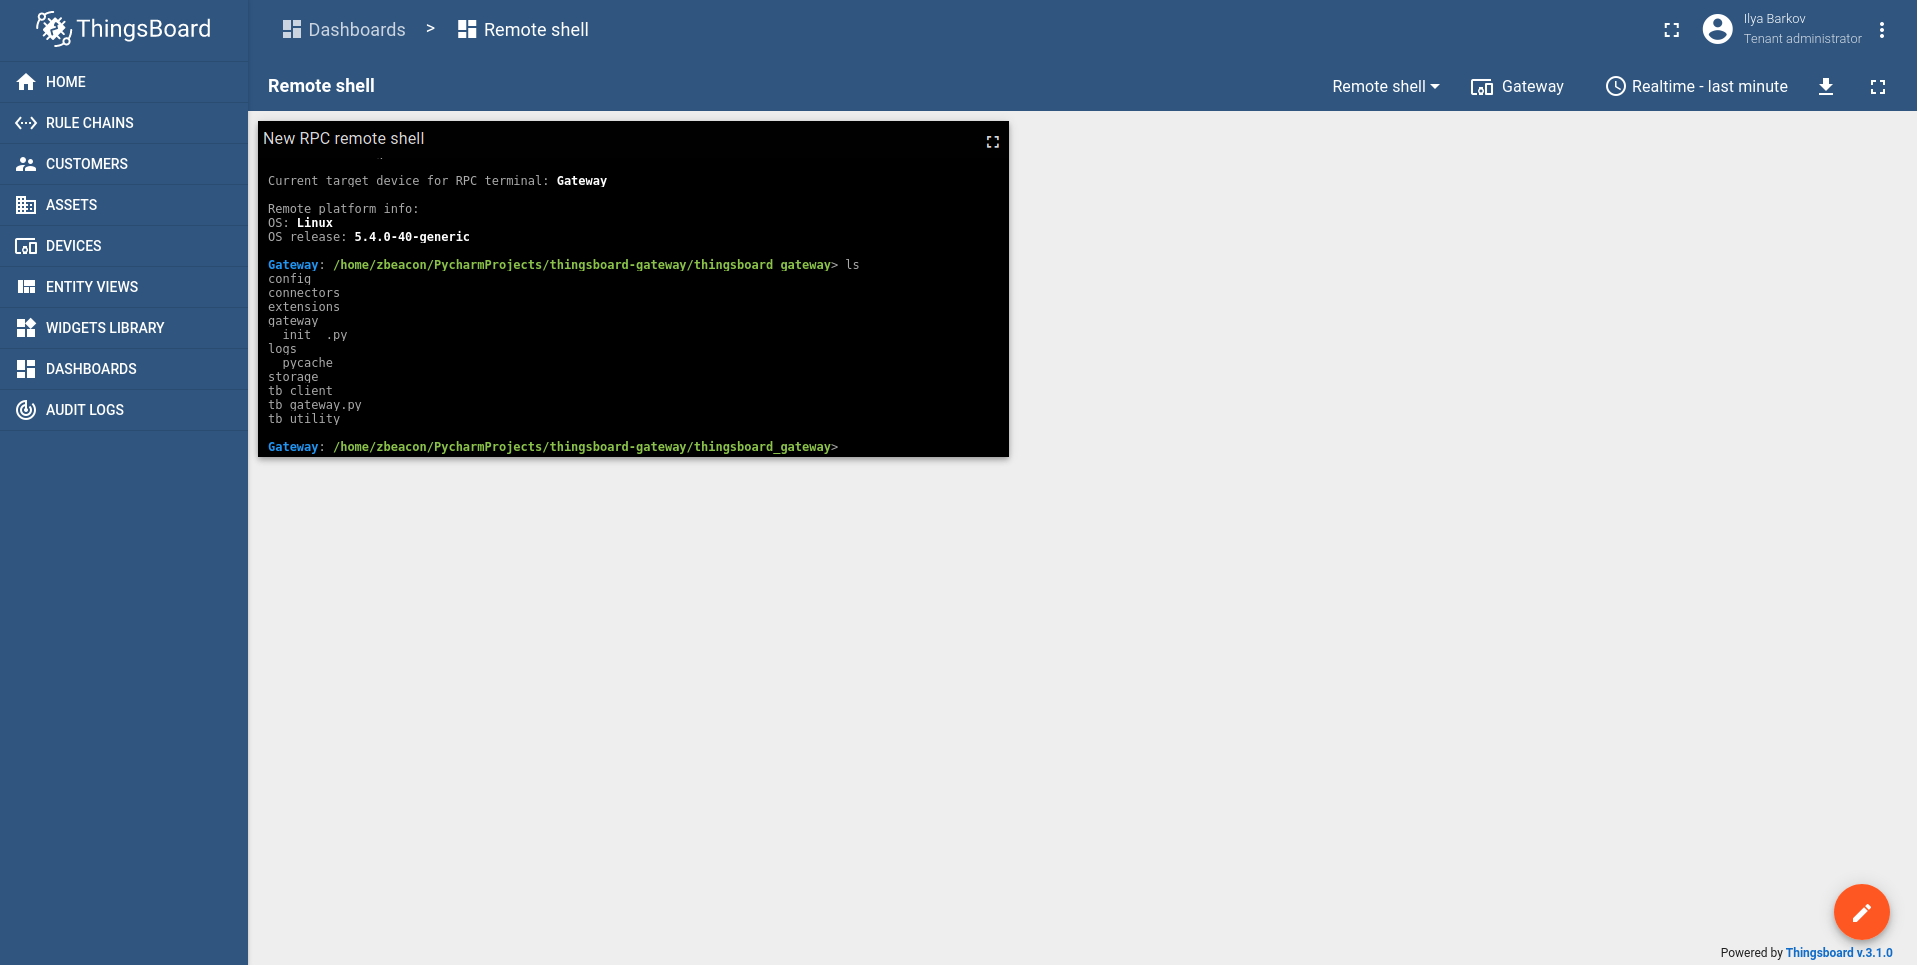 ThingsBoard
Dashboards > Remote shell
Ilya Barkov
Tenant administrator
HOME
RULE CHAINS
CUSTOMERS
ASSETS
DEVICES
ENTITY VIEWS
WIDGETS LIBRARY
DASHBOARDS
AUDIT LOGS
Remote shell
Remote shell Gateway Realtime - last minute
New RPC remote shell
Current target device for RPC terminal: Gateway
Remote platform info:
OS: Linux
OS release: 5.4.0-40-generic
Gateway: /home/zbeacon/PycharmProjects/thingsboard-gateway/thingsboard gateway> ls
config
connectors
extensions
gateway
init .py
logs
pycache
storage
tb client
tb gateway.py
tb utility
Gateway: /home/zbeacon/PycharmProjects/thingsboard-gateway/thingsboard_gateway>
Powered by Thingsboard v.3.1.0